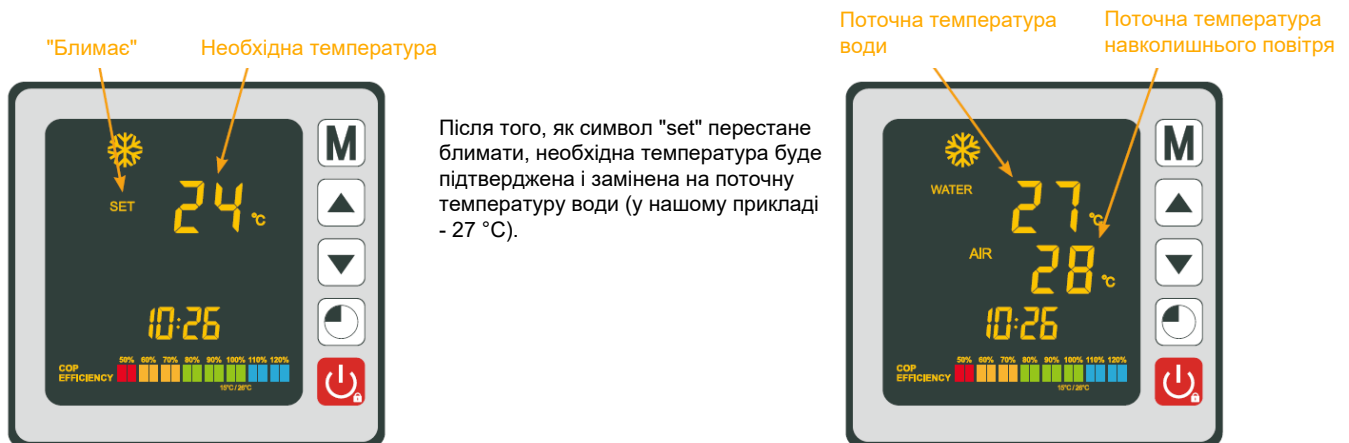 "Блимає"
Необхідна температура
SET
24 °C
10:26
COP
EFFICIENCY
50% 60% 70% 80% 90% 100% 110% 120%
15°C / 26°C
M
Після того, як символ "set" перестане
блимати, необхідна температура буде
підтверджена і замінена на поточну
температуру води (у нашому прикладі
- 27 °C).
Поточна температура
води
Поточна температура
навколишнього повітря
WATER
27 °C
AIR
28 °C
10:26
COP
EFFICIENCY
50% 60% 70% 80% 90% 100% 110% 120%
15°C / 26°C
M